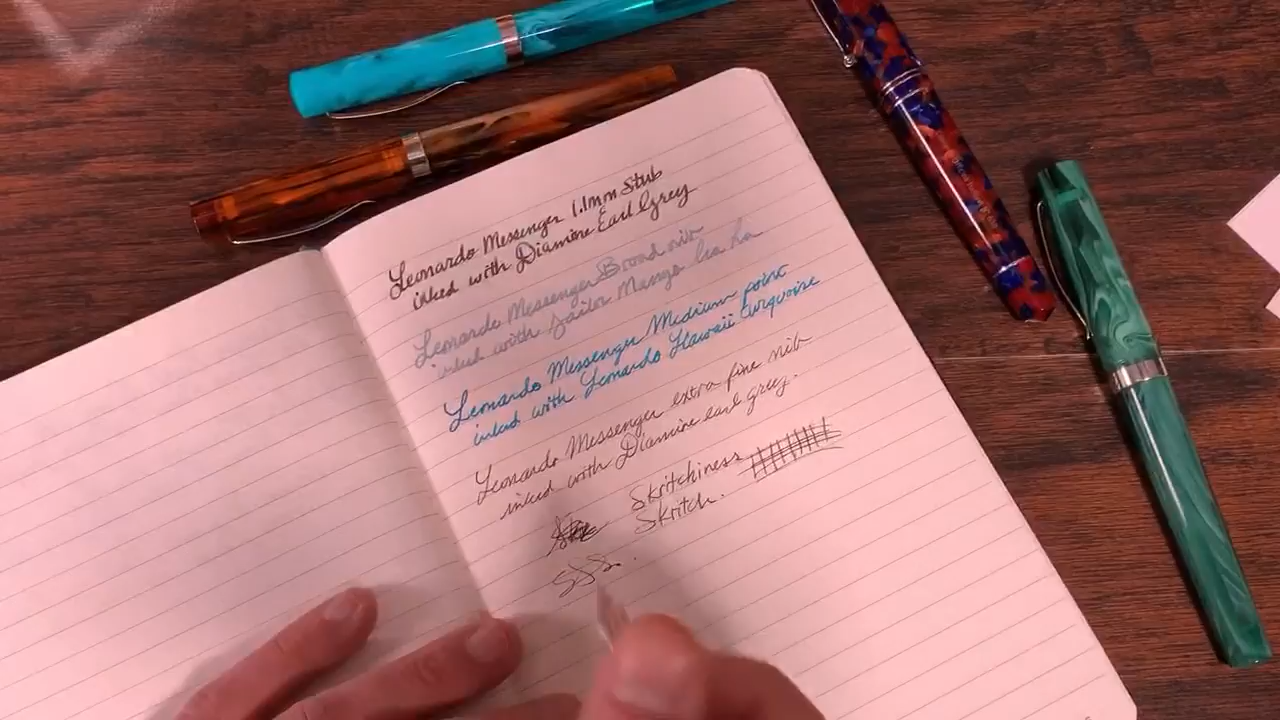 Leonardo Messenger 1.1mm Stub
inked with Diamine Earl Grey
Leonardo Messenger Broad nib
inked with Sailor Manyo
Leonardo Messenger Medium point
inked with Leonardo Hawaii Turquoise
Leonardo Messenger extra fine nib
inked with Diamine earl grey.
Skritchiness
Skritch.
SSS.